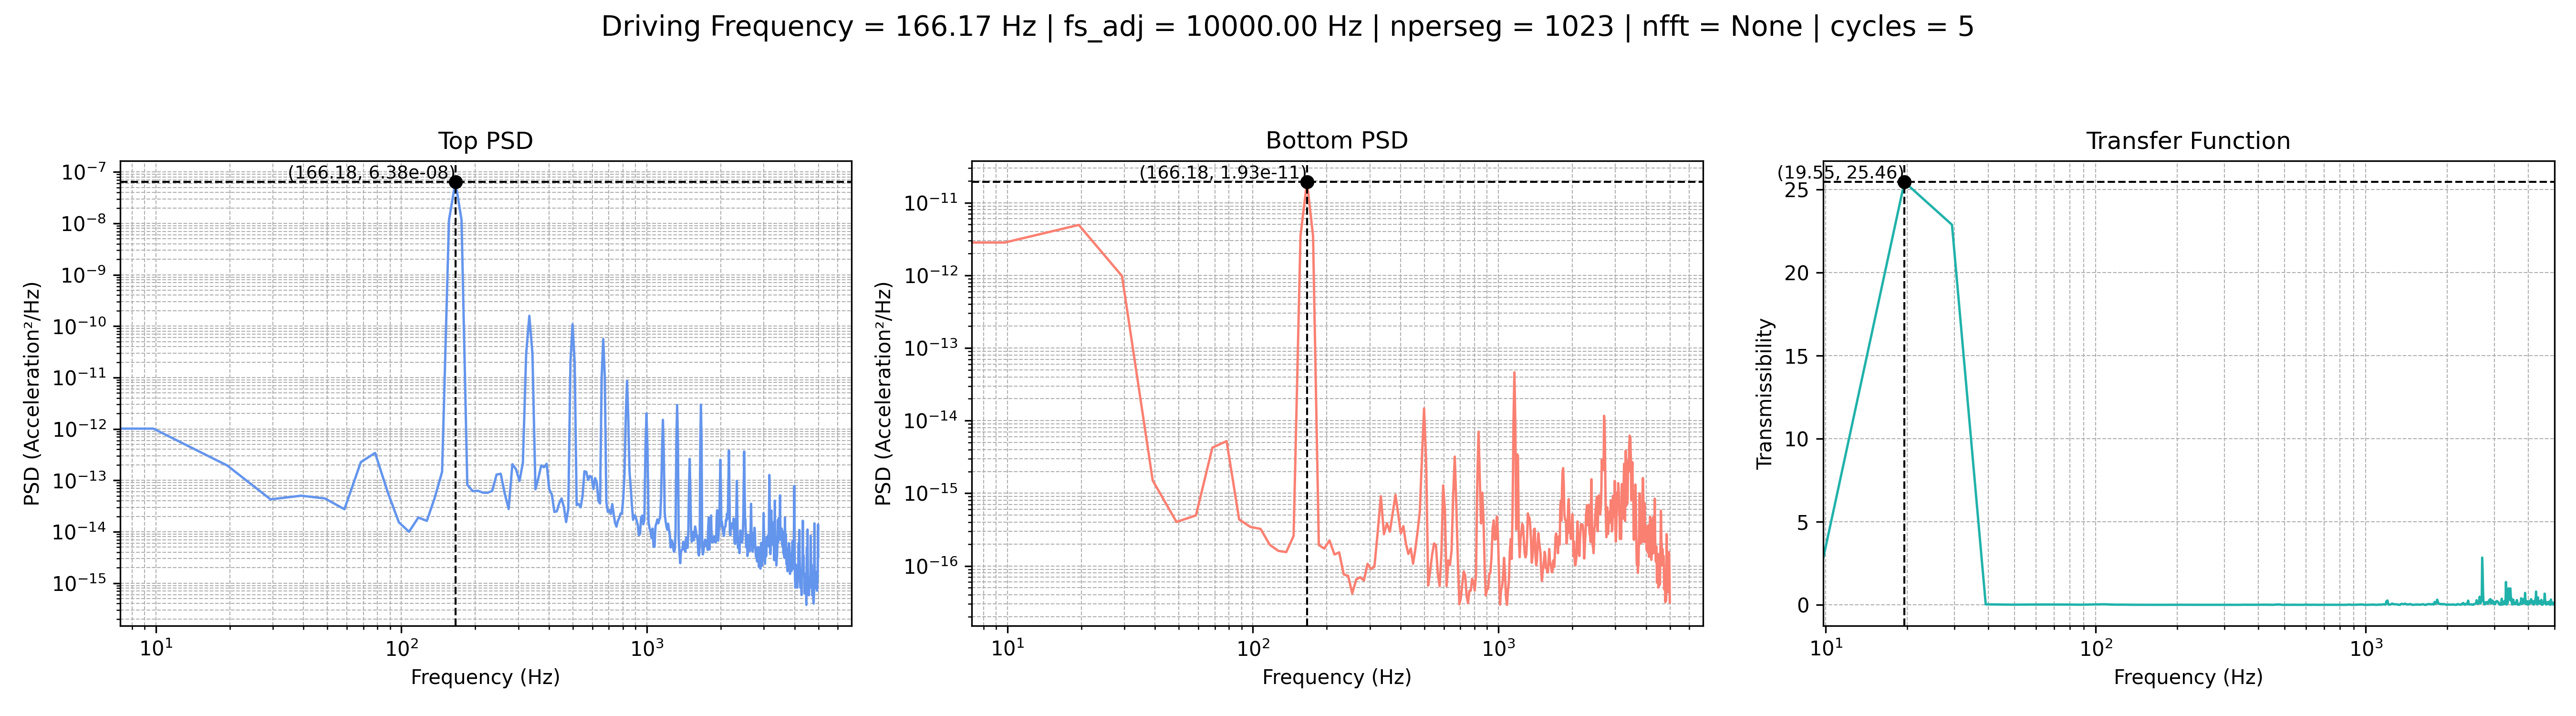 Driving Frequency = 166.17 Hz | fs_adj = 10000.00 Hz | nperseg = 1023 | nfft = None | cycles = 5
Top PSD
PSD (Acceleration²/Hz)
10⁻⁷
10⁻⁸
10⁻⁹
10⁻¹⁰
10⁻¹¹
10⁻¹²
10⁻¹³
10⁻¹⁴
10⁻¹⁵
(166.18, 6.38e-08)
10¹ 10² 10³
Frequency (Hz)
Bottom PSD
PSD (Acceleration²/Hz)
10⁻¹¹
10⁻¹²
10⁻¹³
10⁻¹⁴
10⁻¹⁵
10⁻¹⁶
(166.18, 1.93e-11)
10¹ 10² 10³
Frequency (Hz)
Transfer Function
Transmissibility
(19.55, 25.46)
25
20
15
10
5
0
10¹ 10² 10³
Frequency (Hz)